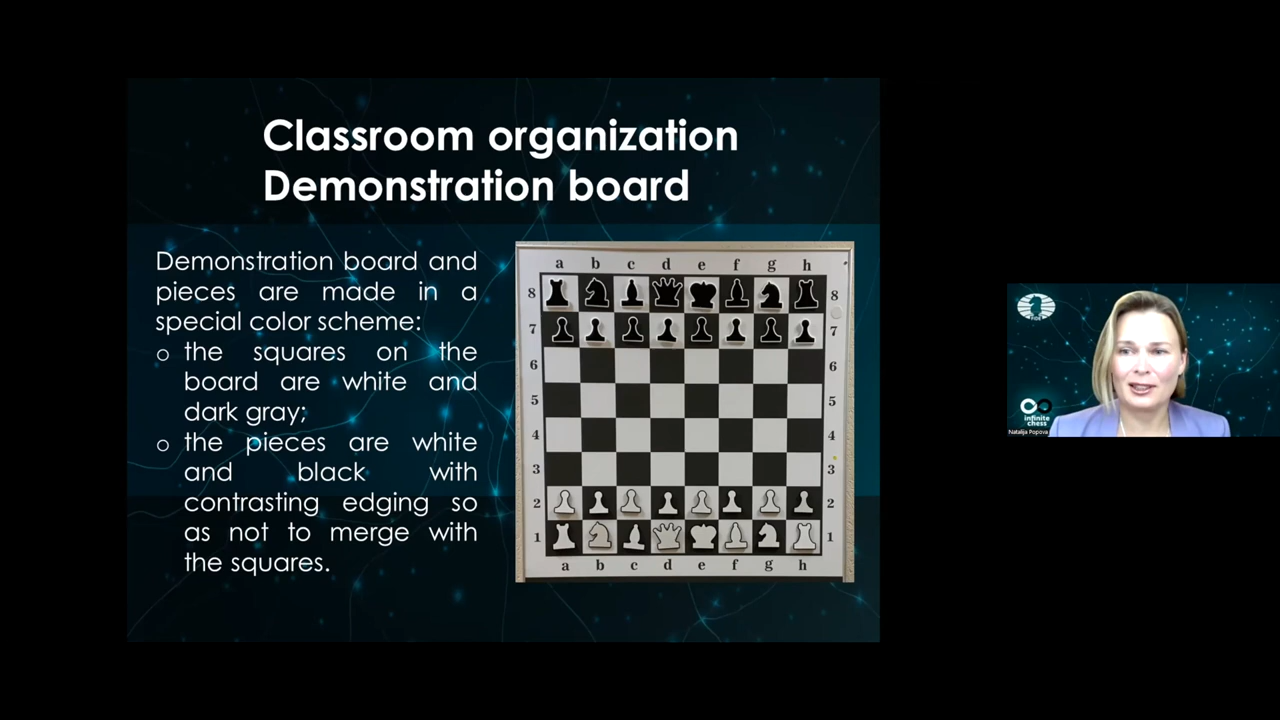 Classroom organization
Demonstration board
Demonstration board and
pieces are made in a
special color scheme:
o the squares on the
board are white and
dark gray;
o the pieces are white
and black with
contrasting edging so
as not to merge with
the squares.
a b c d e f g h
8 8
7 7
6 6
5 5
4 4
3 3
2 2
1 1
a b c d e f g h
infinite
chess
Natalija Popova